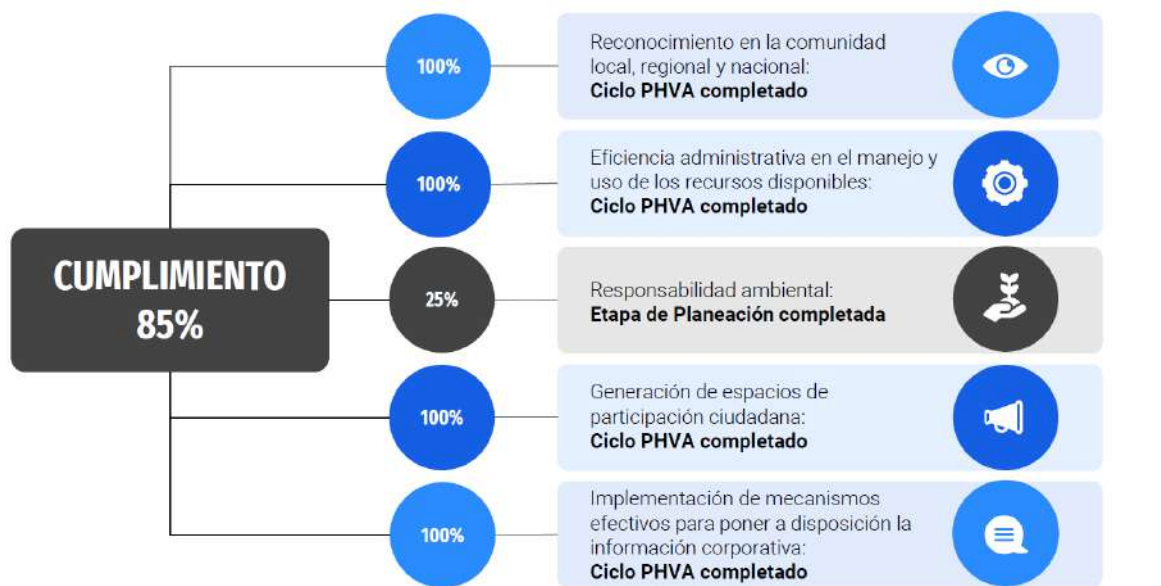 100%
Reconocimiento en la comunidad
local, regional y nacional:
Ciclo PHVA completado
100%
Eficiencia administrativa en el manejo y
uso de los recursos disponibles:
Ciclo PHVA completado
CUMPLIMIENTO
85%
25%
Responsabilidad ambiental:
Etapa de Planeación completada
100%
Generación de espacios de
participación ciudadana:
Ciclo PHVA completado
100%
Implementación de mecanismos
efectivos para poner a disposición la
información corporativa:
Ciclo PHVA completado